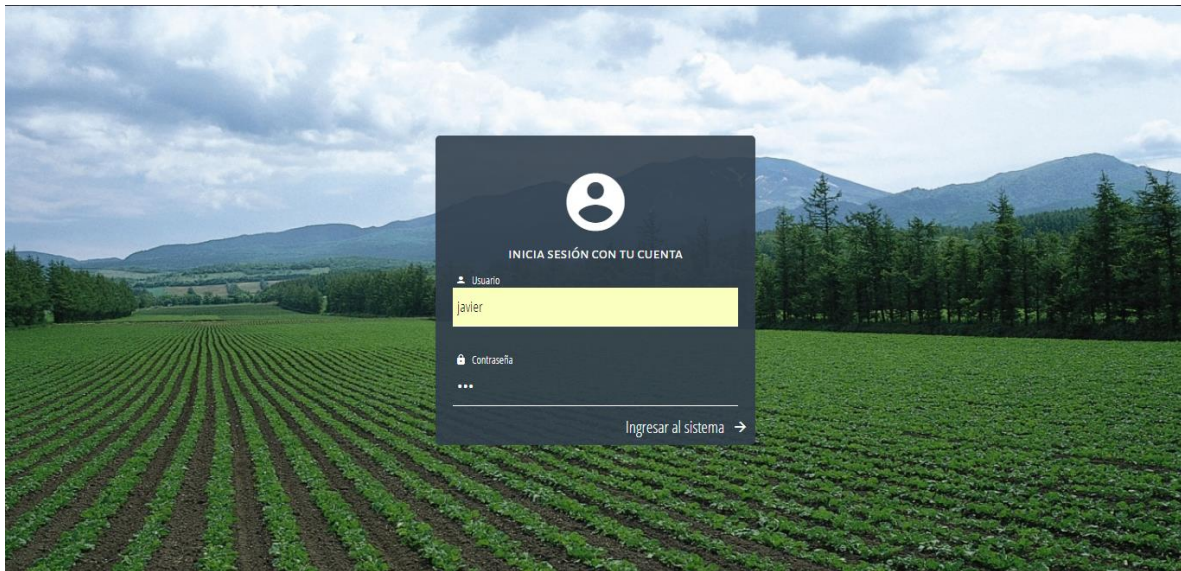 INICIA SESIÓN CON TU CUENTA
Usuario
javier
Contraseña
•••
Ingresar al sistema →